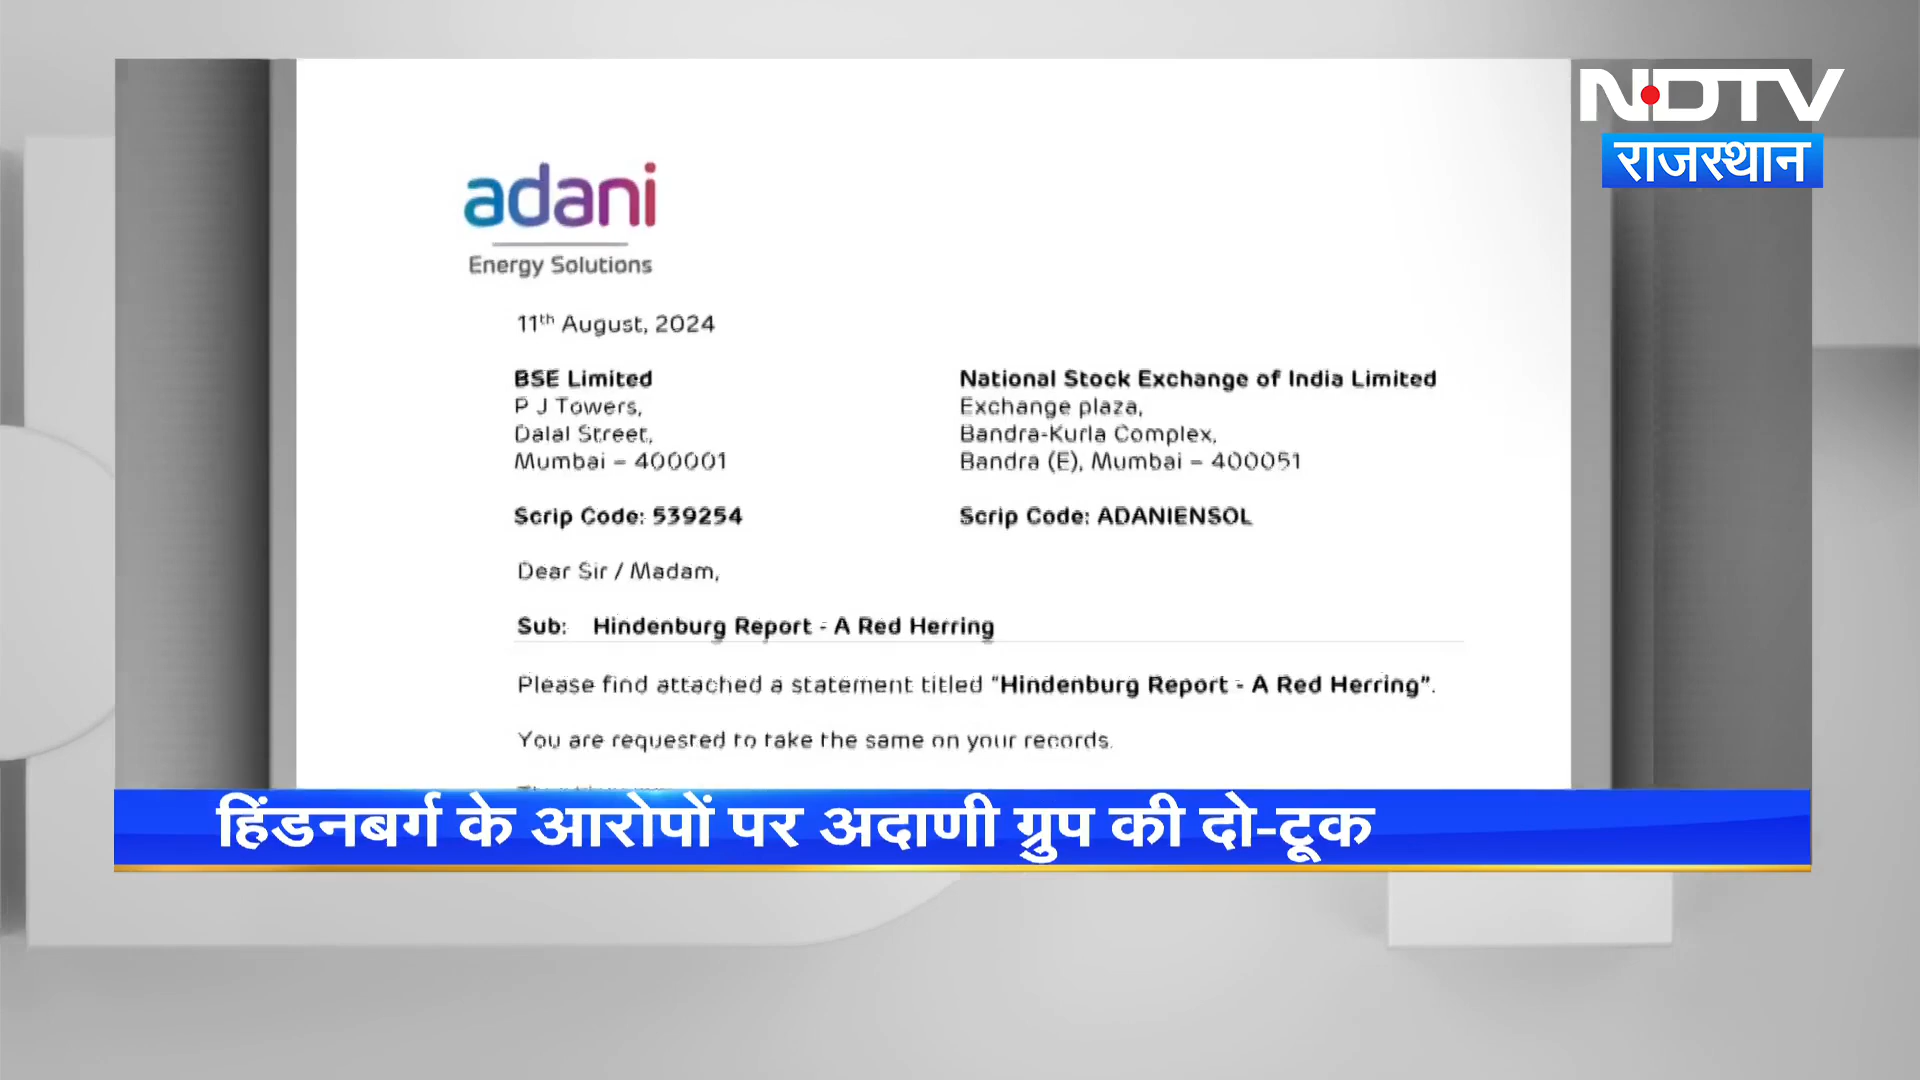 NDTV
राजस्थान
adani
Energy Solutions
11th August, 2024
BSE Limited
P J Towers,
Dalal Street,
Mumbai – 400001
National Stock Exchange of India Limited
Exchange plaza,
Bandra-Kurla Complex,
Bandra (E), Mumbai – 400051
Scrip Code: 539254
Scrip Code: ADANIENSOL
Dear Sir / Madam,
Sub: Hindenburg Report - A Red Herring
Please find attached a statement titled “Hindenburg Report - A Red Herring”.
You are requested to take the same on your records.
हिंडनबर्ग के आरोपों पर अदाणी ग्रुप की दो-टूक